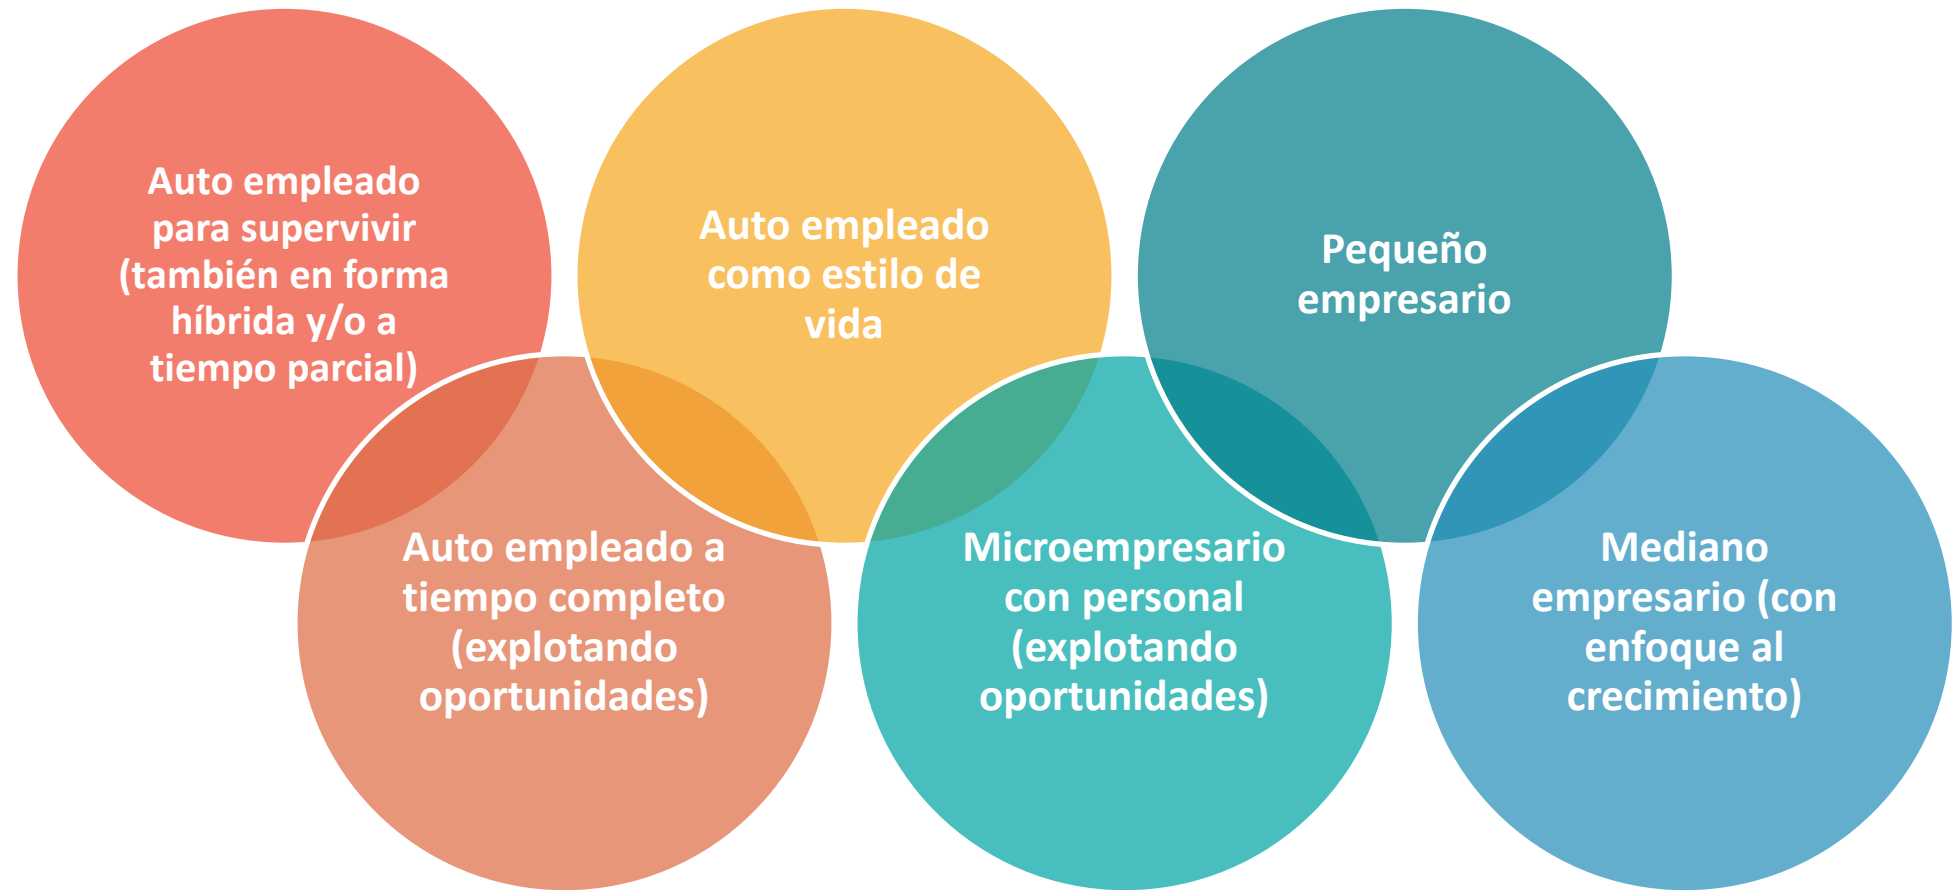 Auto empleado
para supervivir
(también en forma
híbrida y/o a
tiempo parcial)
Auto empleado a
tiempo completo
(explotando
oportunidades)
Auto empleado
como estilo de
vida
Microempresario
con personal
(explotando
oportunidades)
Pequeño
empresario
Mediano
empresario (con
enfoque al
crecimiento)